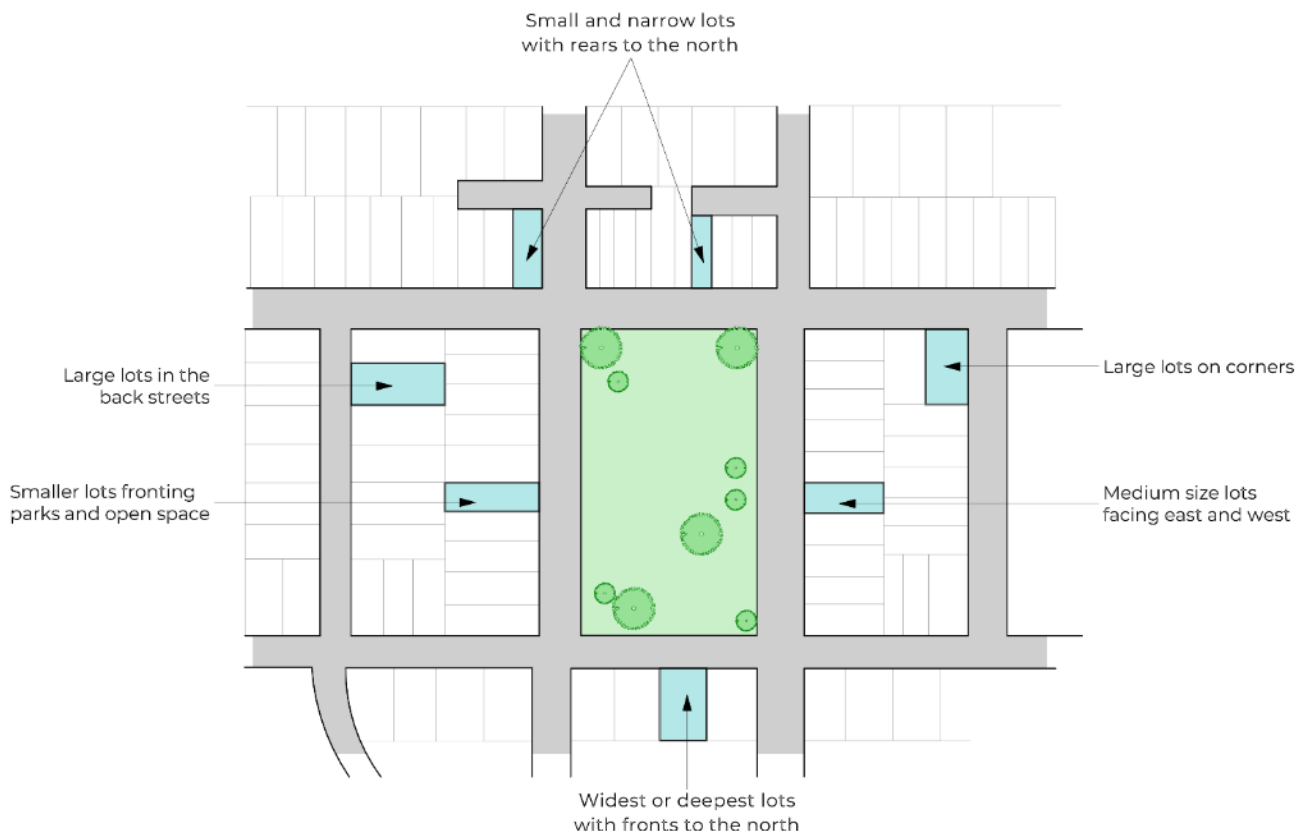 Small and narrow lots
with rears to the north
Large lots in the
back streets
Large lots on corners
Smaller lots fronting
parks and open space
Medium size lots
facing east and west
Widest or deepest lots
with fronts to the north